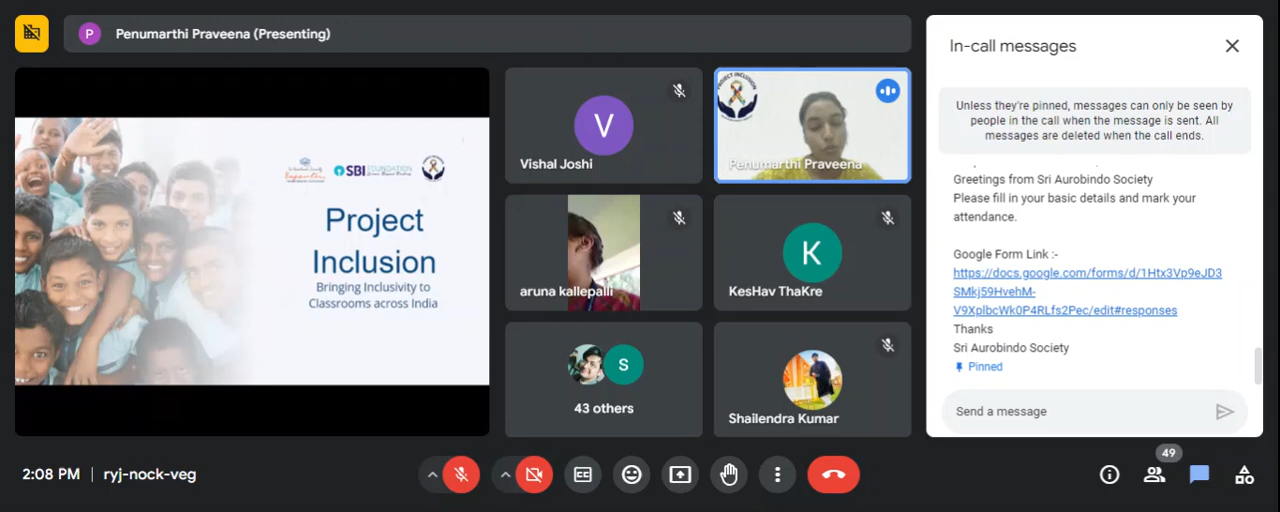 P
Penumarthi Praveena (Presenting)
SBI FOUNDATION
Project
Inclusion
Bringing Inclusivity to
Classrooms across India
V
Vishal Joshi
PROJECT INCLUSION
Penumarthi Praveena
aruna kallepalli
K
KesHav ThaKre
S
43 others
Shailendra Kumar
In-call messages
Unless they're pinned, messages can only be seen by
people in the call when the message is sent. All
messages are deleted when the call ends.
Greetings from Sri Aurobindo Society
Please fill in your basic details and mark your
attendance.
Google Form Link :-
https://docs.google.com/forms/d/1Htx3Vp9eJD3
SMkj59HvehM-
V9XplbcWk0P4RLfs2Pec/edit#responses
Thanks
Sri Aurobindo Society
Pinned
Send a message
2:08 PM | ryj-nock-veg
CC
49